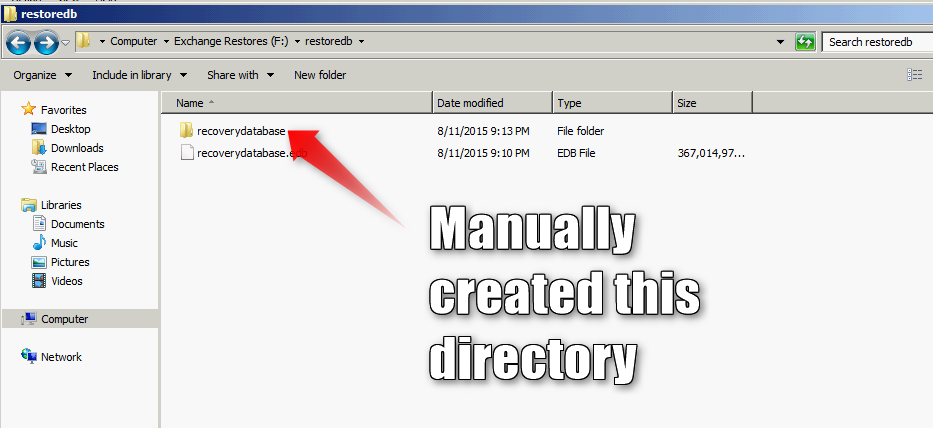 restoredb
Computer Exchange Restores (F:) restoredb Search restoredb
Organize Include in library Share with New folder
Name Date modified Type Size
Favorites
Desktop
Downloads
Recent Places
Libraries
Documents
Music
Pictures
Videos
Computer
Network
recoverydatabase 8/11/2015 9:13 PM File folder
recoverydatabase.edb 8/11/2015 9:10 PM EDB File 367,014,97...
Manually
created this
directory